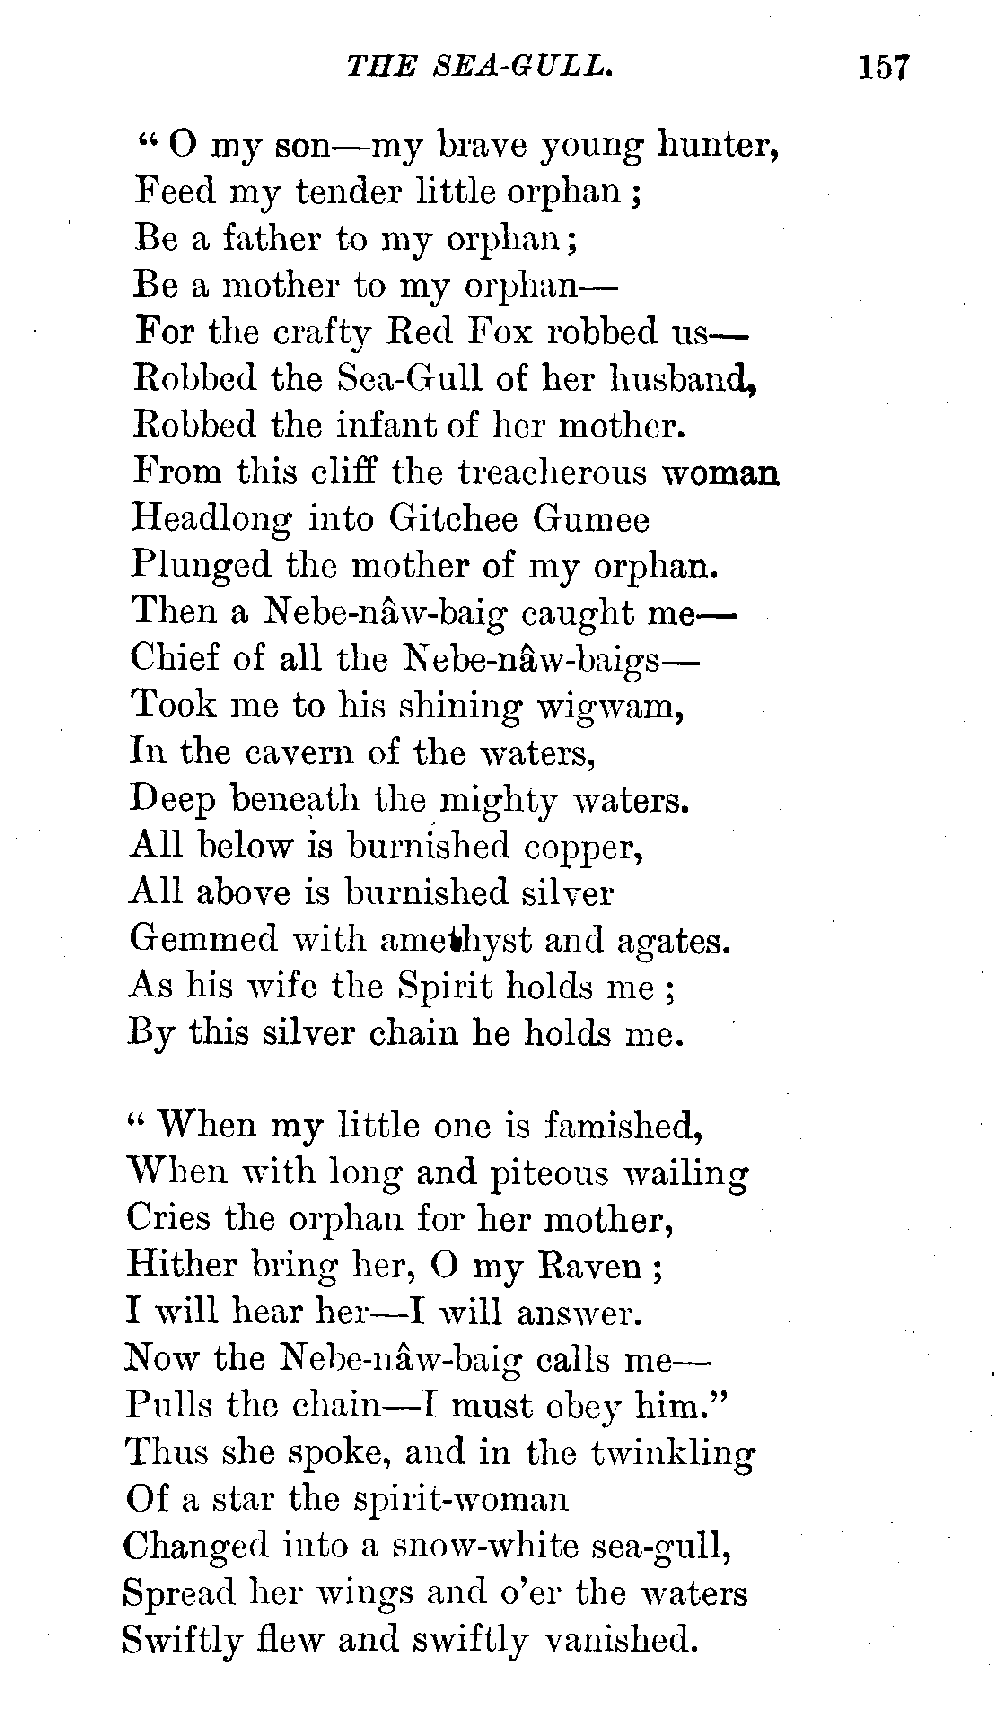 THE SEA-GULL. 157
“ O my son—my brave young hunter,
Feed my tender little orphan ;
Be a father to my orphan;
Be a mother to my orphan—
For the crafty Red Fox robbed us—
Robbed the Sea-Gull of her husband,
Robbed the infant of her mother.
From this cliff the treacherous woman
Headlong into Gitchee Gumee
Plunged the mother of my orphan.
Then a Nebe-nâw-baig caught me—
Chief of all the Nebe-nâw-baigs—
Took me to his shining wigwam,
In the cavern of the waters,
Deep beneath the mighty waters.
All below is burnished copper,
All above is burnished silver
Gemmed with amethyst and agates.
As his wife the Spirit holds me ;
By this silver chain he holds me.

“ When my little one is famished,
When with long and piteous wailing
Cries the orphan for her mother,
Hither bring her, O my Raven ;
I will hear her—I will answer.
Now the Nebe-nâw-baig calls me—
Pulls the chain—I must obey him.”
Thus she spoke, and in the twinkling
Of a star the spirit-woman
Changed into a snow-white sea-gull,
Spread her wings and o’er the waters
Swiftly flew and swiftly vanished.